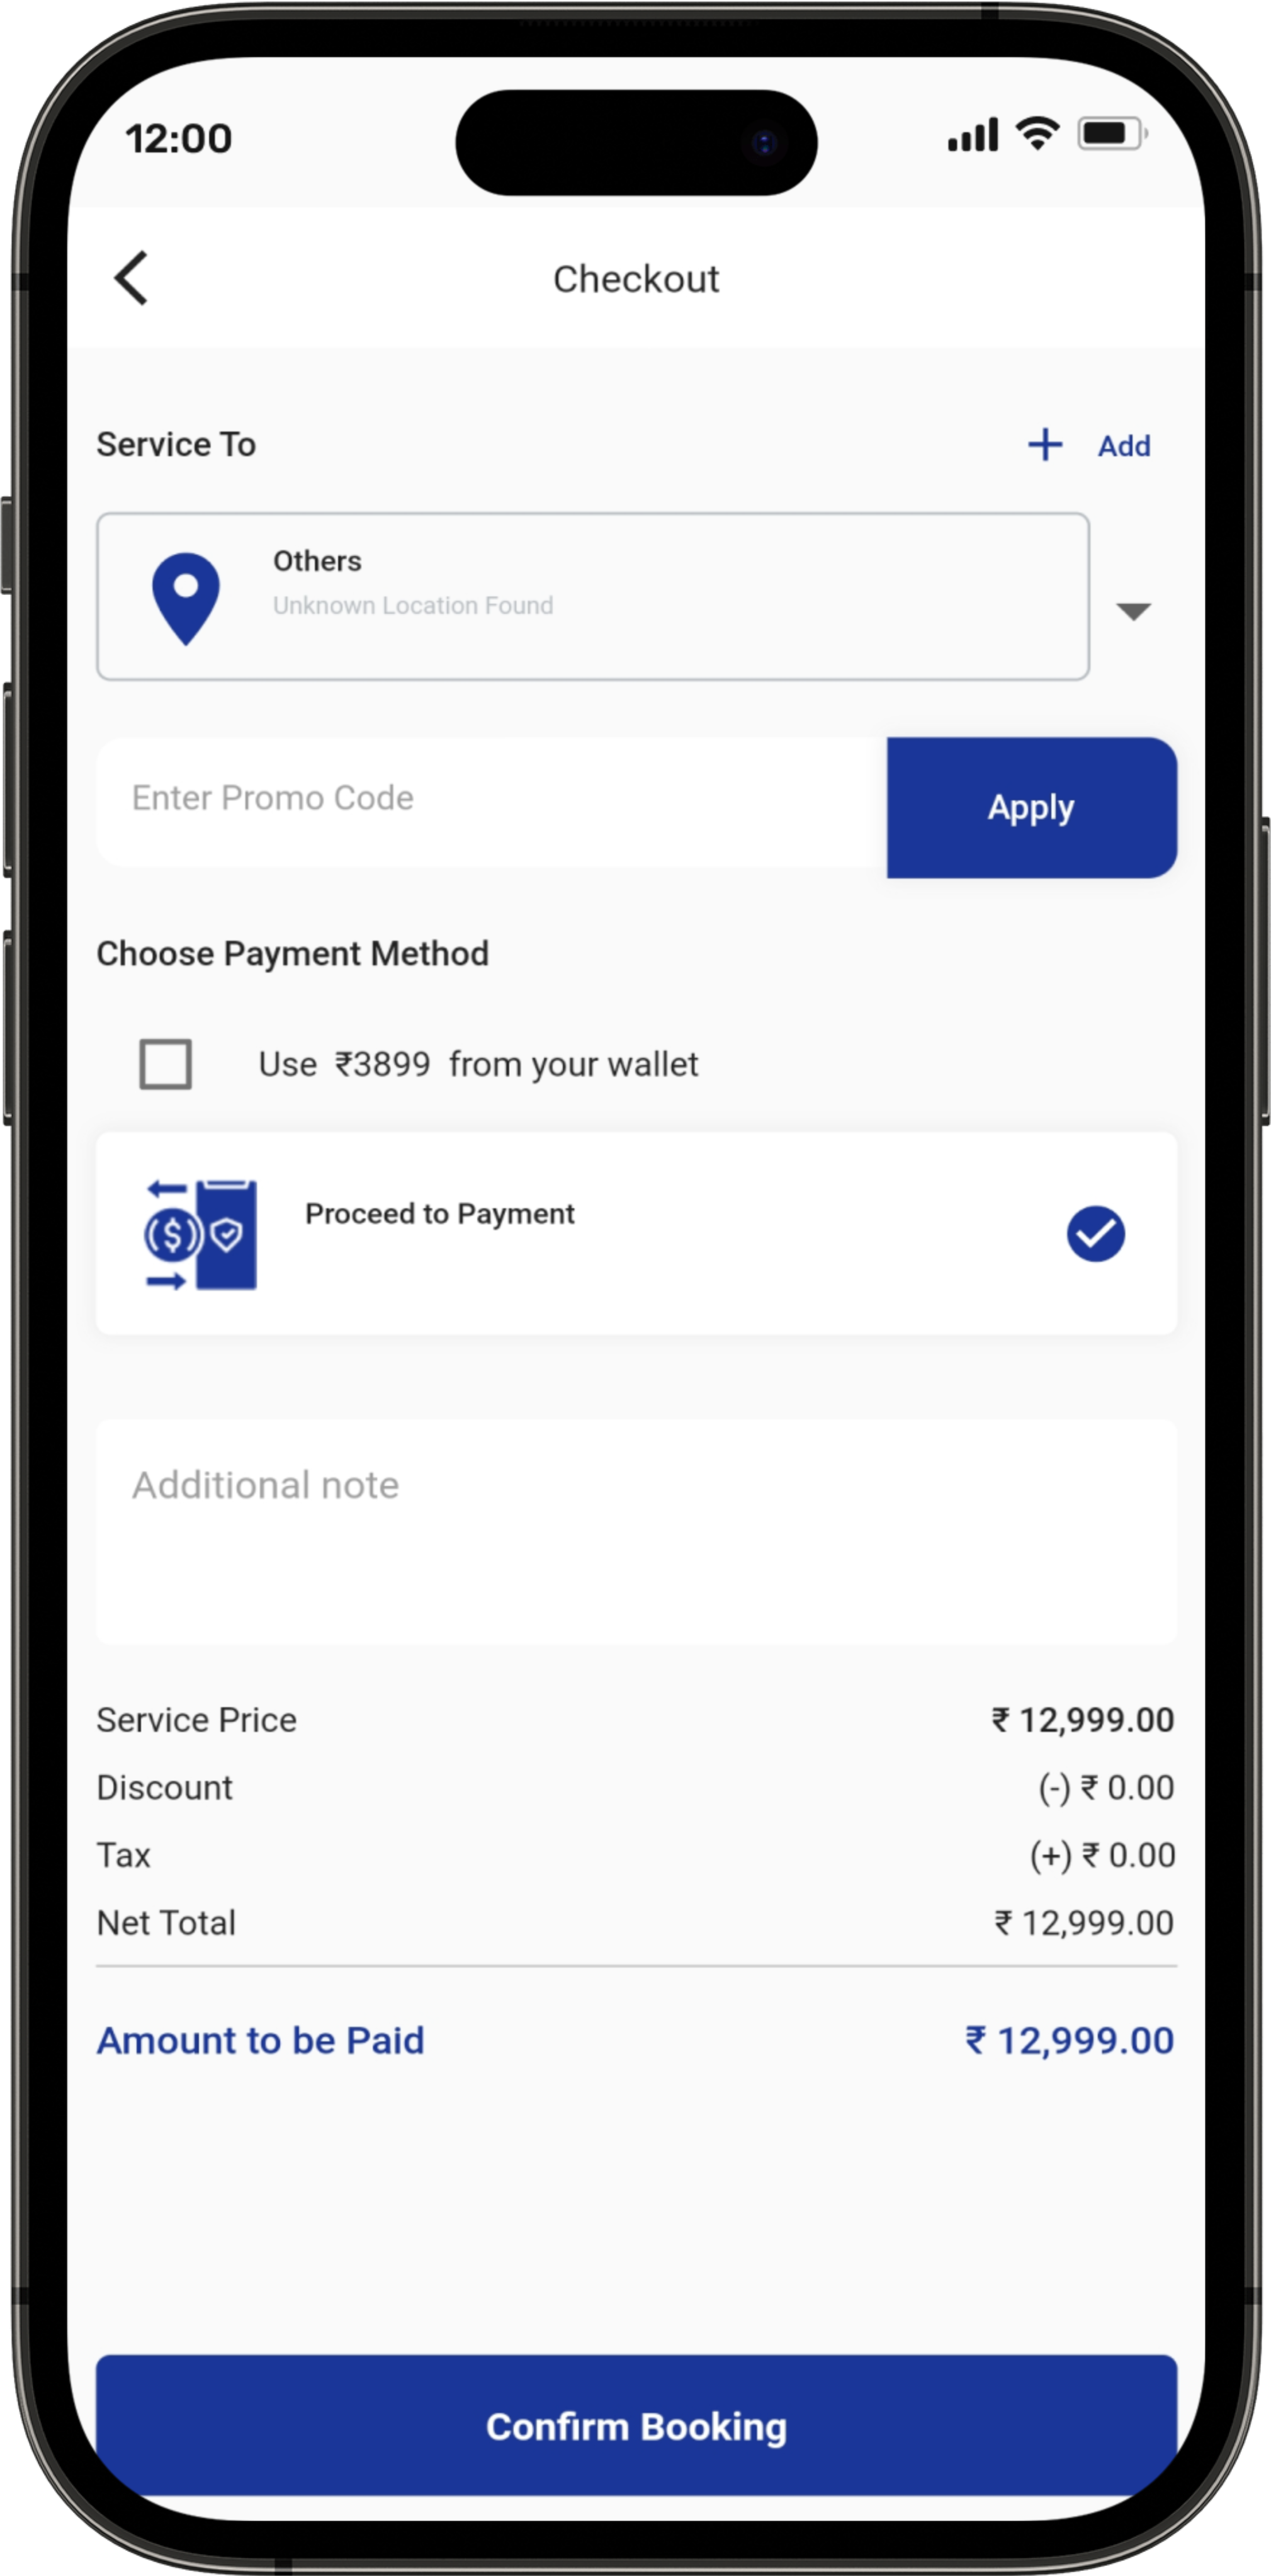 12:00
Checkout
Service To
Add
Others
Unknown Location Found
Enter Promo Code
Apply
Choose Payment Method
Use ₹3899 from your wallet
Proceed to Payment
Additional note
Service Price ₹ 12,999.00
Discount (-) ₹ 0.00
Tax (+) ₹ 0.00
Net Total ₹ 12,999.00
Amount to be Paid ₹ 12,999.00
Confirm Booking